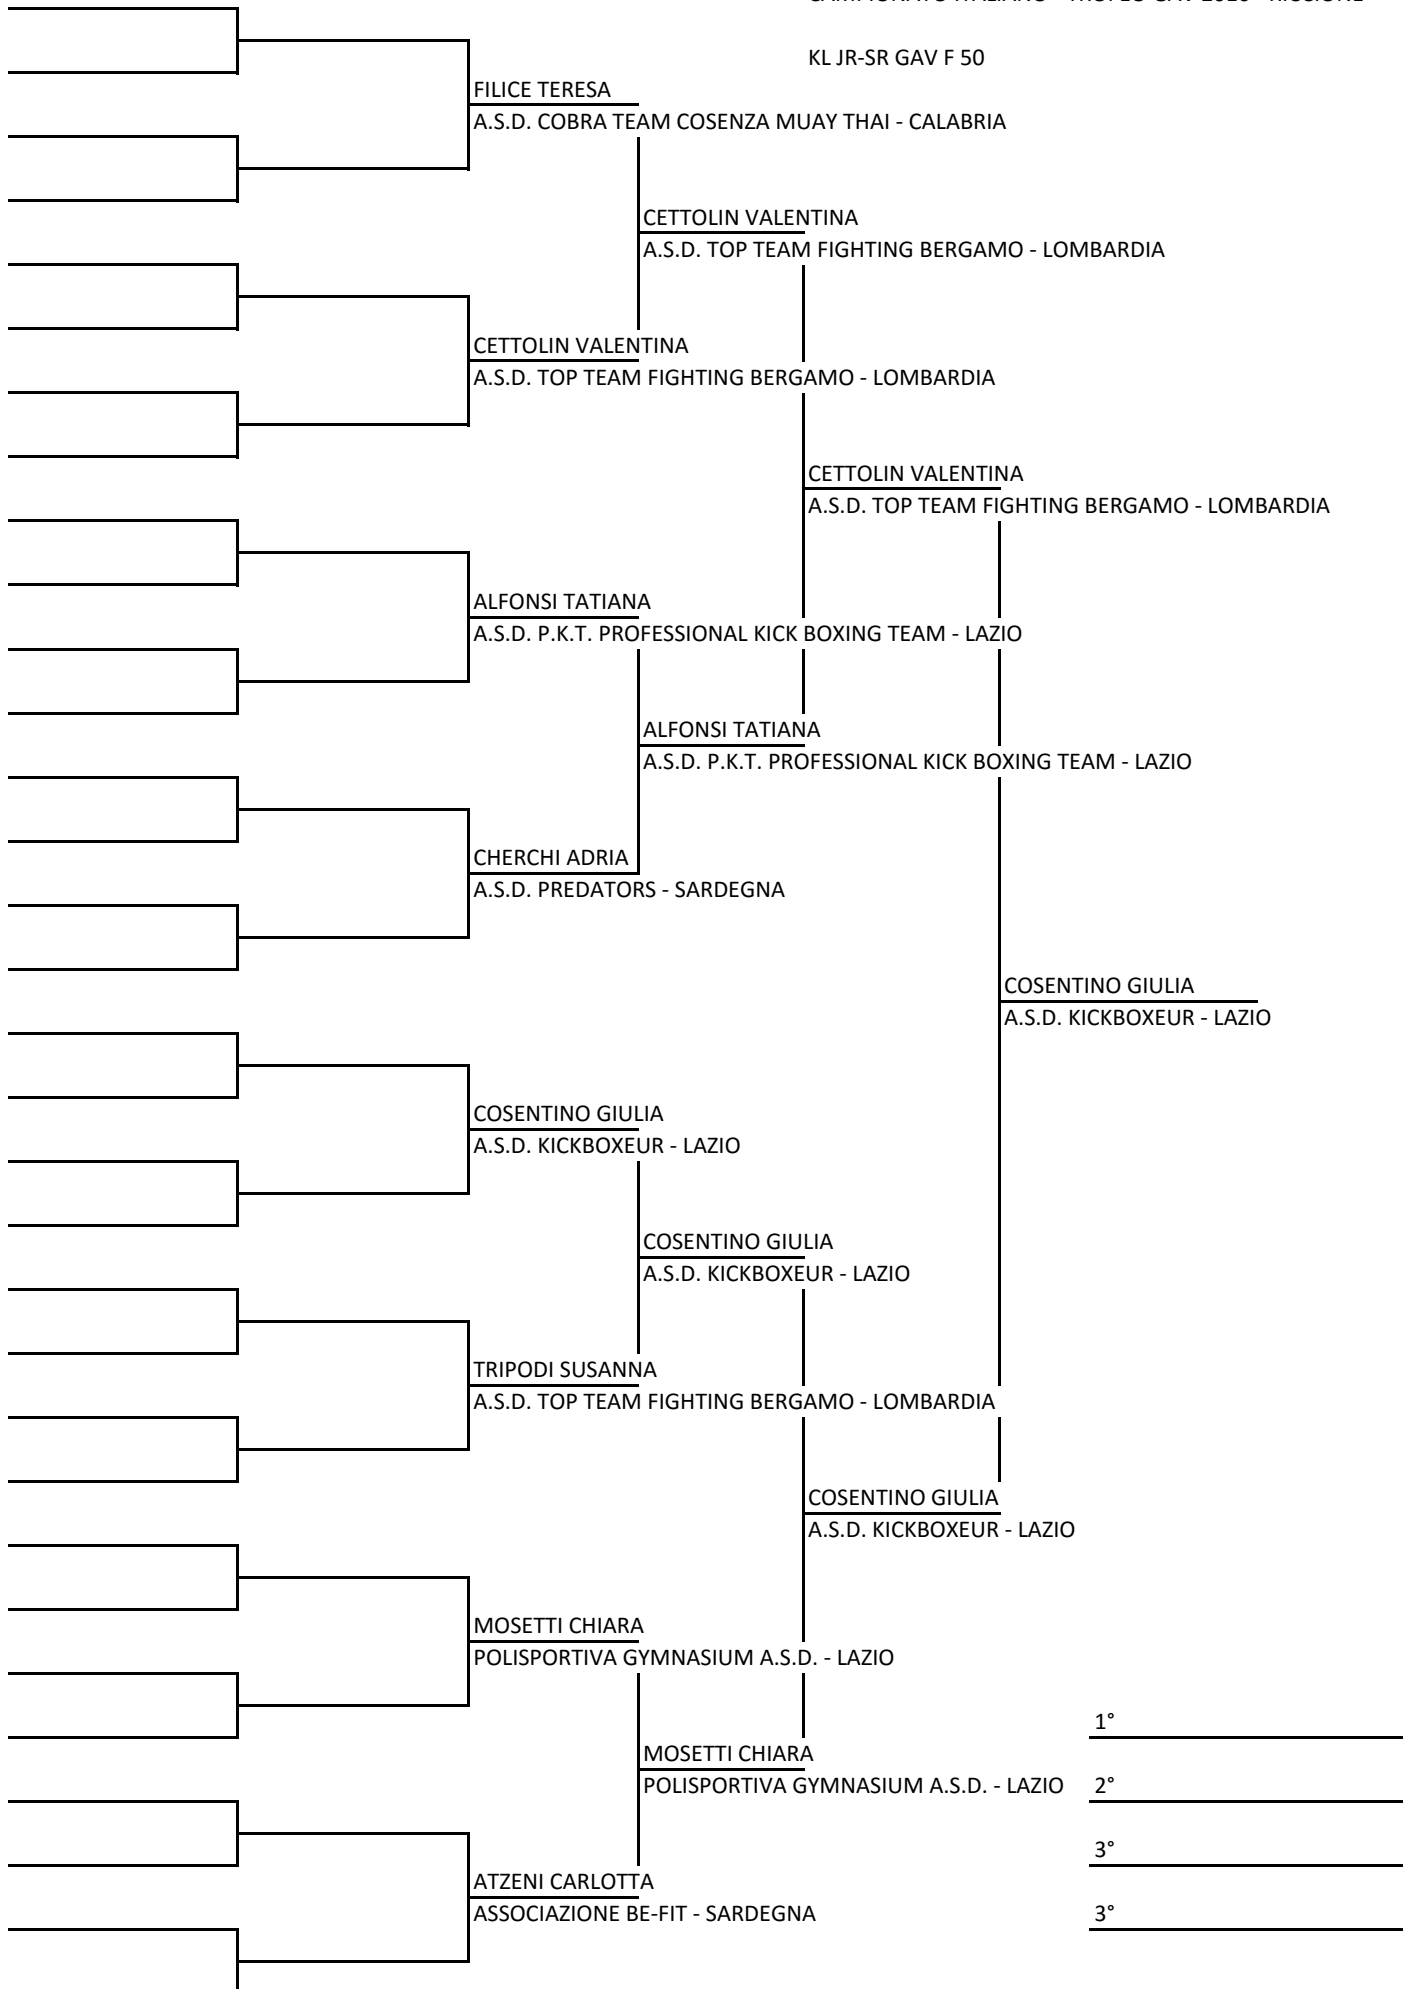 KL JR-SR GAV F 50
FILICE TERESA
A.S.D. COBRA TEAM COSENZA MUAY THAI - CALABRIA
CETTOLIN VALENTINA
A.S.D. TOP TEAM FIGHTING BERGAMO - LOMBARDIA
CETTOLIN VALENTINA
A.S.D. TOP TEAM FIGHTING BERGAMO - LOMBARDIA
CETTOLIN VALENTINA
A.S.D. TOP TEAM FIGHTING BERGAMO - LOMBARDIA
ALFONSI TATIANA
A.S.D. P.K.T. PROFESSIONAL KICK BOXING TEAM - LAZIO
ALFONSI TATIANA
A.S.D. P.K.T. PROFESSIONAL KICK BOXING TEAM - LAZIO
CHERCHI ADRIA
A.S.D. PREDATORS - SARDEGNA
COSENTINO GIULIA
A.S.D. KICKBOXEUR - LAZIO
COSENTINO GIULIA
A.S.D. KICKBOXEUR - LAZIO
COSENTINO GIULIA
A.S.D. KICKBOXEUR - LAZIO
TRIPODI SUSANNA
A.S.D. TOP TEAM FIGHTING BERGAMO - LOMBARDIA
COSENTINO GIULIA
A.S.D. KICKBOXEUR - LAZIO
MOSETTI CHIARA
POLISPORTIVA GYMNASIUM A.S.D. - LAZIO
1°
MOSETTI CHIARA
POLISPORTIVA GYMNASIUM A.S.D. - LAZIO
2°
3°
ATZENI CARLOTTA
ASSOCIAZIONE BE-FIT - SARDEGNA
3°